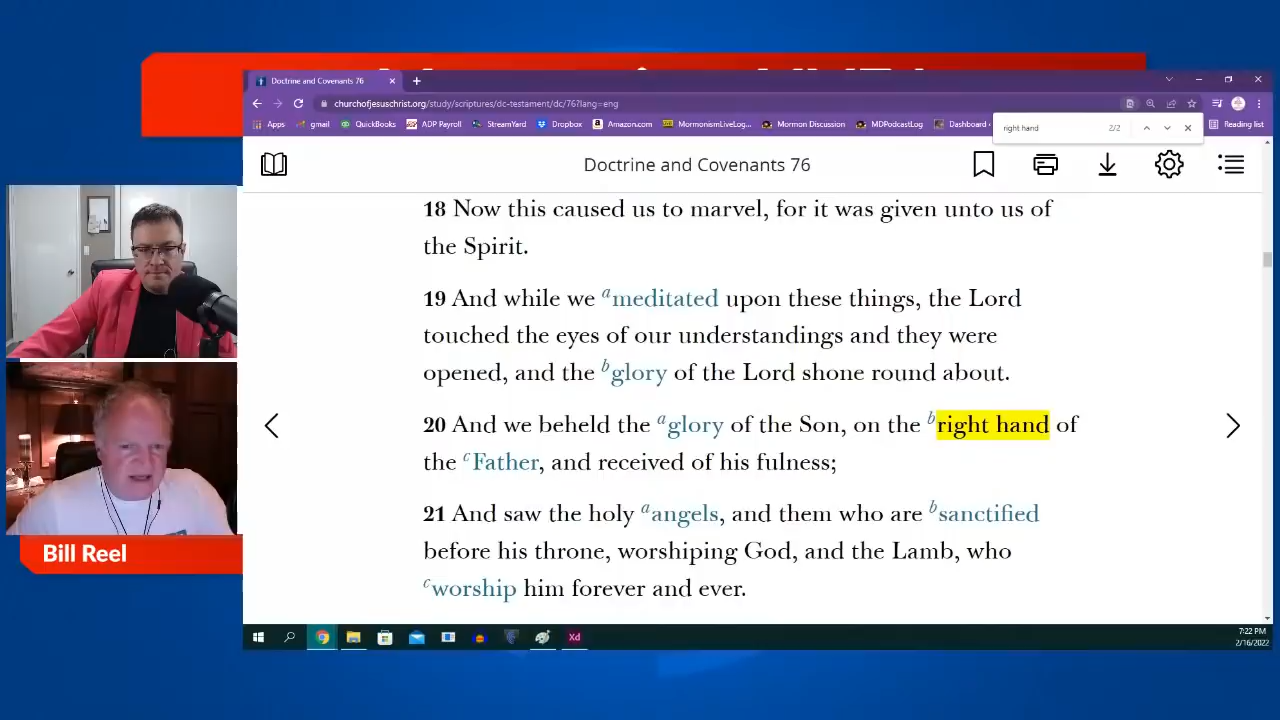 Doctrine and Covenants 76
churchofjesuschrist.org/study/scriptures/dc-testament/dc/76?lang=eng
Apps gmail QuickBooks ADP Payroll StreamYard Dropbox Amazon.com MormonismLiveLog... Mormon Discussion MDPodcastLog Dashboard
right hand 2/2
Reading list
Doctrine and Covenants 76
18 Now this caused us to marvel, for it was given unto us of
the Spirit.
19 And while we a meditated upon these things, the Lord
touched the eyes of our understandings and they were
opened, and the b glory of the Lord shone round about.
20 And we beheld the a glory of the Son, on the b right hand of
the c Father, and received of his fulness;
21 And saw the holy a angels, and them who are b sanctified
before his throne, worshiping God, and the Lamb, who
c worship him forever and ever.
Bill Reel
Xd
7:22 PM
2/16/2022